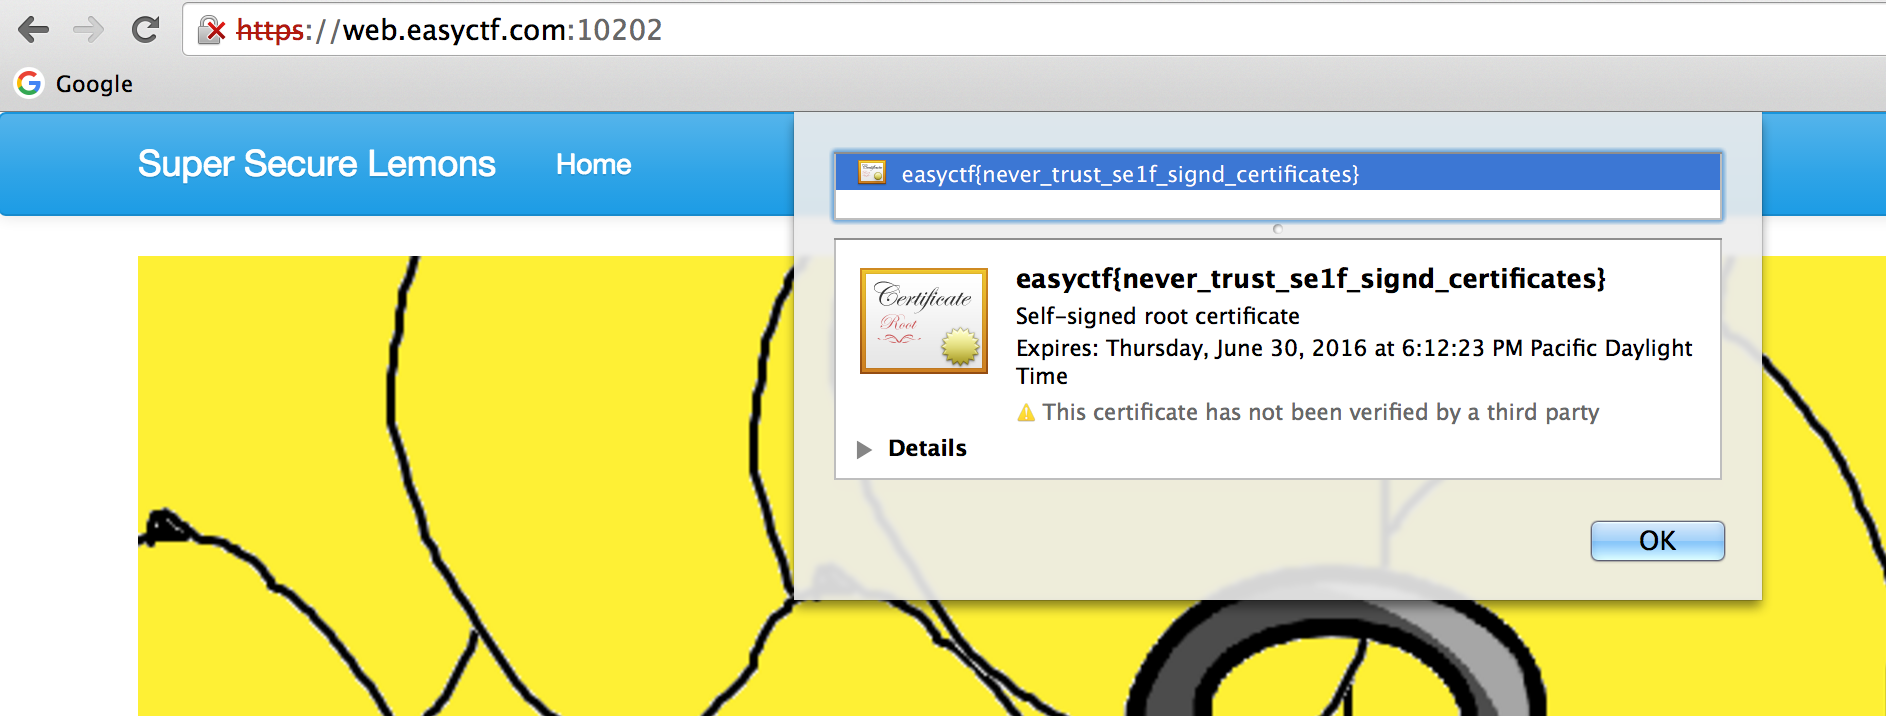 https://web.easyctf.com:10202
Google
Super Secure Lemons Home
easyctf{never_trust_se1f_signd_certificates}
Certificate
Root
easyctf{never_trust_se1f_signd_certificates}
Self-signed root certificate
Expires: Thursday, June 30, 2016 at 6:12:23 PM Pacific Daylight
Time
This certificate has not been verified by a third party
Details
OK